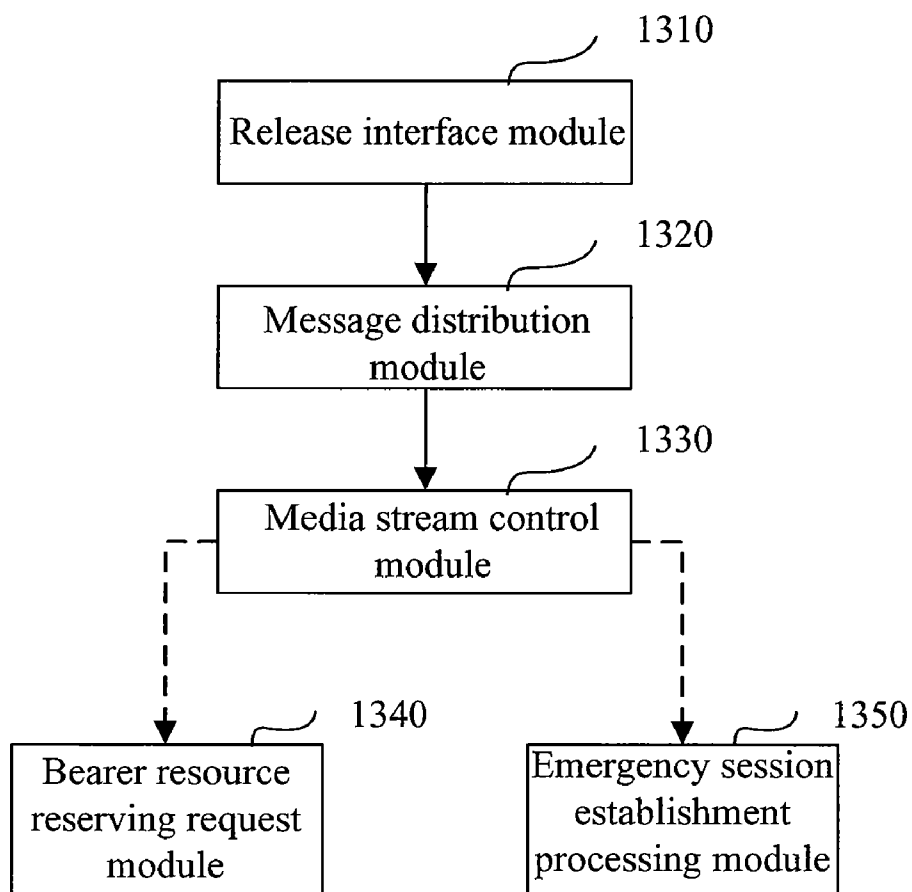 1310
Release interface module
1320
Message distribution
module
1330
Media stream control
module
1340
Bearer resource
reserving request
module
1350
Emergency session
establishment
processing module